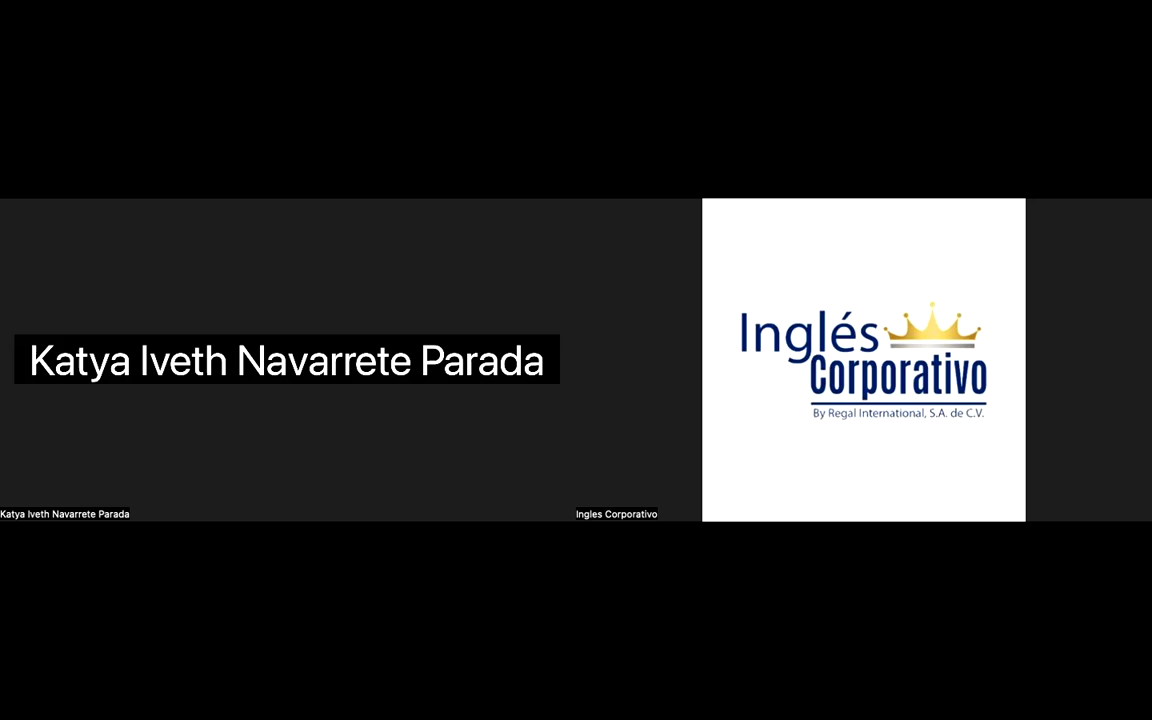 Katya Iveth Navarrete Parada
Katya Iveth Navarrete Parada
Inglés
Corporativo
By Regal International, S.A. de C.V.
Ingles Corporativo